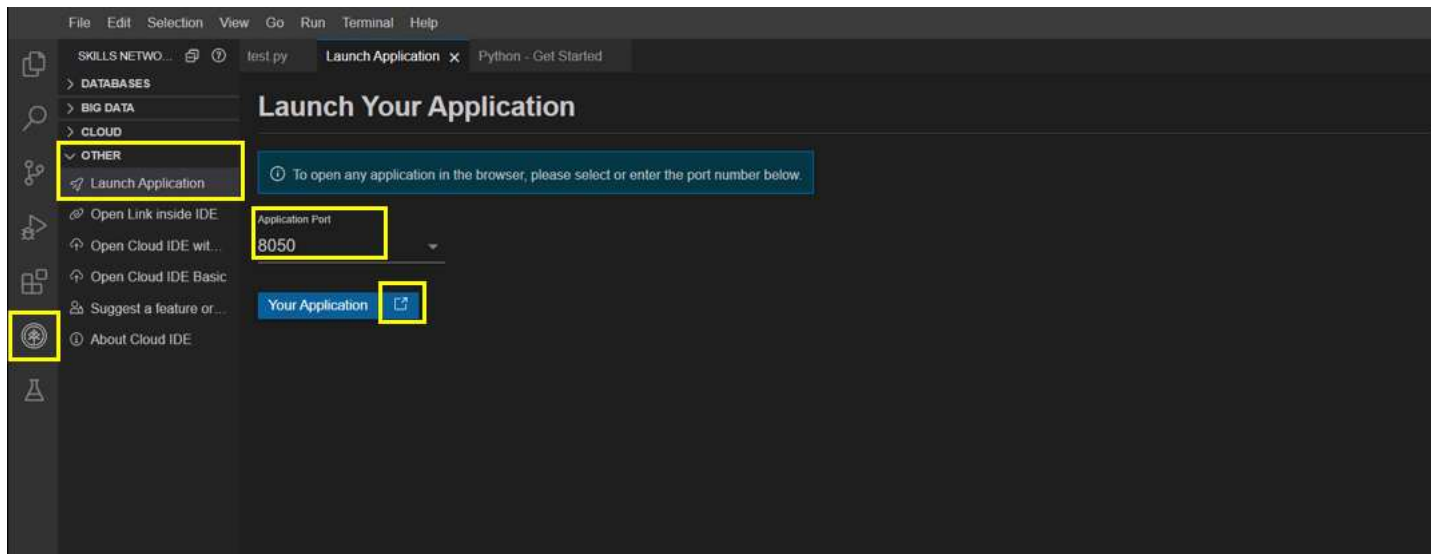 File Edit Selection View Go Run Terminal Help
SKILLS NETWO...
test.py Launch Application Python - Get Started
DATABASES
BIG DATA
CLOUD
OTHER
Launch Application
Open Link inside IDE
Open Cloud IDE wit...
Open Cloud IDE Basic
Suggest a feature or...
About Cloud IDE
Launch Your Application
To open any application in the browser, please select or enter the port number below.
Application Port
8050
Your Application